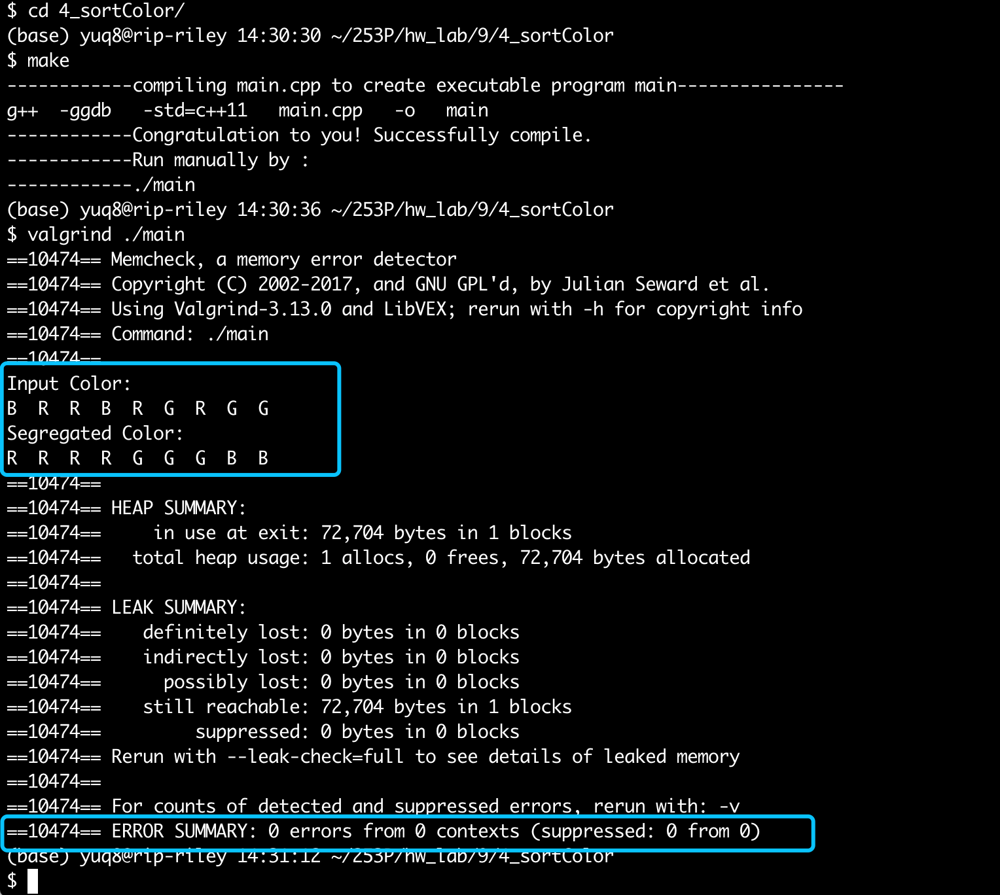 $ cd 4_sortColor/
(base) yuq8@rip-riley 14:30:30 ~/253P/hw_lab/9/4_sortColor
$ make
------------compiling main.cpp to create executable program main----------------
g++  -ggdb   -std=c++11   main.cpp   -o   main
------------Congratulation to you! Successfully compile.
------------Run manually by :
------------./main
(base) yuq8@rip-riley 14:30:36 ~/253P/hw_lab/9/4_sortColor
$ valgrind ./main
==10474== Memcheck, a memory error detector
==10474== Copyright (C) 2002-2017, and GNU GPL'd, by Julian Seward et al.
==10474== Using Valgrind-3.13.0 and LibVEX; rerun with -h for copyright info
==10474== Command: ./main
==10474==
Input Color:
B  R  R  B  R  G  R  G  G
Segregated Color:
R  R  R  R  G  G  G  B  B
==10474==
==10474== HEAP SUMMARY:
==10474==     in use at exit: 72,704 bytes in 1 blocks
==10474==   total heap usage: 1 allocs, 0 frees, 72,704 bytes allocated
==10474==
==10474== LEAK SUMMARY:
==10474==    definitely lost: 0 bytes in 0 blocks
==10474==    indirectly lost: 0 bytes in 0 blocks
==10474==      possibly lost: 0 bytes in 0 blocks
==10474==    still reachable: 72,704 bytes in 1 blocks
==10474==         suppressed: 0 bytes in 0 blocks
==10474== Rerun with --leak-check=full to see details of leaked memory
==10474==
==10474== For counts of detected and suppressed errors, rerun with: -v
==10474== ERROR SUMMARY: 0 errors from 0 contexts (suppressed: 0 from 0)
(base) yuq8@rip-riley 14:31:12 ~/253P/hw_lab/9/4_sortColor
$